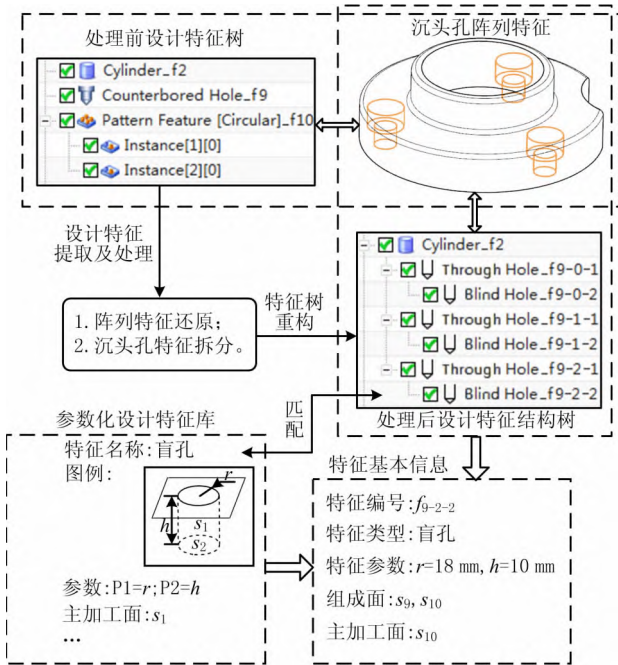 处理前设计特征树
Cylinder_f2
Counterbored Hole_f9
Pattern Feature [Circular]_f10
Instance[1][0]
Instance[2][0]
沉头孔阵列特征
设计特征
提取及处理
1. 阵列特征还原;
2. 沉头孔特征拆分。
特征树
重构
Cylinder_f2
Through Hole_f9-0-1
Blind Hole_f9-0-2
Through Hole_f9-1-1
Blind Hole_f9-1-2
Through Hole_f9-2-1
Blind Hole_f9-2-2
处理后设计特征结构树
匹配
参数化设计特征库
特征名称:盲孔
图例:
r
h
s1
s2
参数:P1=r;P2=h
主加工面:s1
…
特征基本信息
特征编号:f9-2-2
特征类型:盲孔
特征参数:r=18 mm,h=10 mm
组成面:s9,s10
主加工面:s10